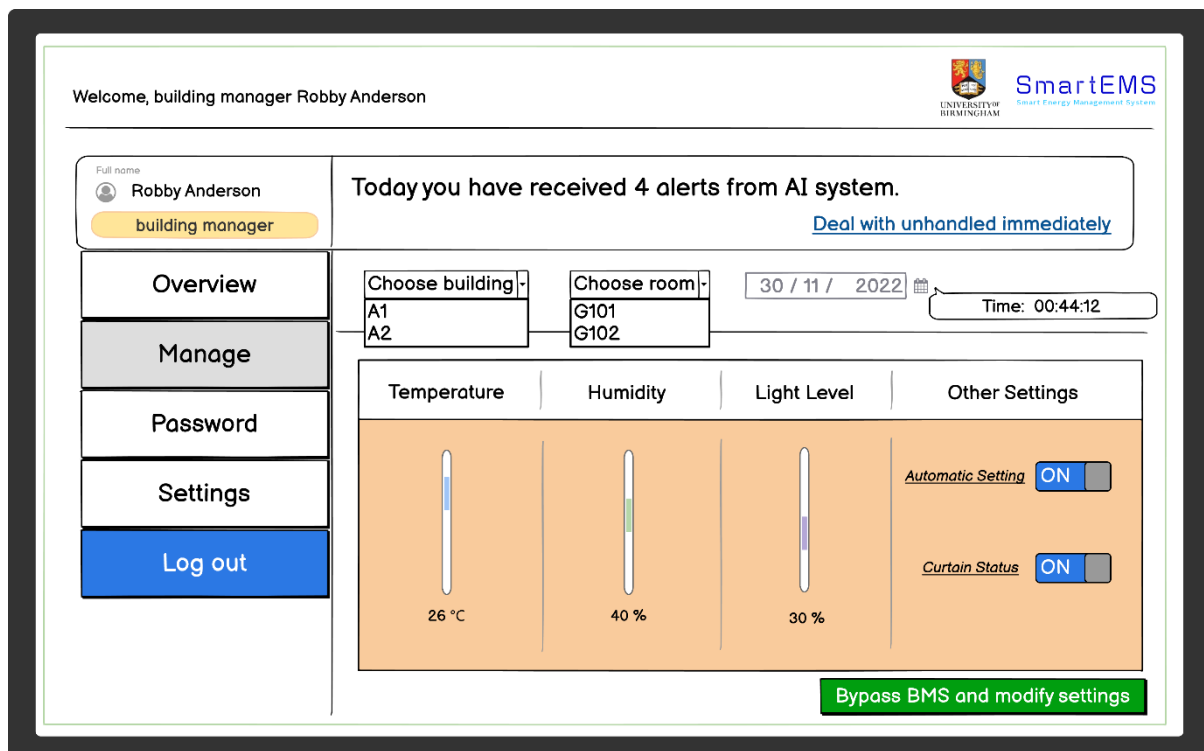 Welcome, building manager Robby Anderson
UNIVERSITY OF
BIRMINGHAM
SmartEMS
Smart Energy Management System
Full name
Robby Anderson
building manager
Today you have received 4 alerts from AI system.
Deal with unhandled immediately
Overview
Manage
Password
Settings
Log out
Choose building
A1
A2
Choose room
G101
G102
30 / 11 / 2022
Time: 00:44:12
Temperature
Humidity
Light Level
Other Settings
26 °C
40 %
30 %
Automatic Setting
ON
Curtain Status
ON
Bypass BMS and modify settings